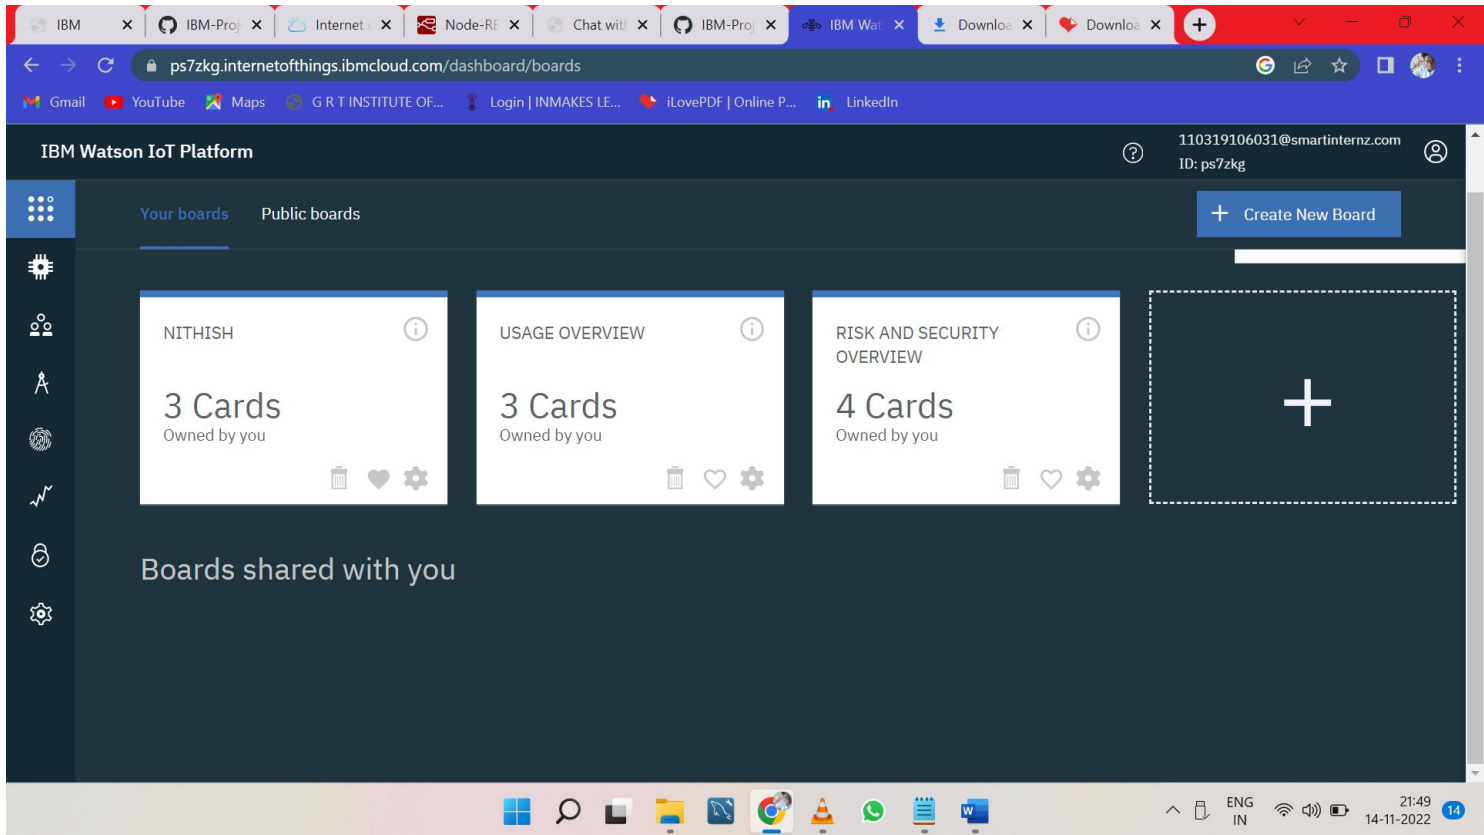 IBM
IBM-Proj
Internet
Node-RE
Chat with
IBM-Proj
IBM Wat
Downloa
Downloa
ps7zkg.internetofthings.ibmcloud.com/dashboard/boards
Gmail
YouTube
Maps
G R T INSTITUTE OF...
Login | INMAKES LE...
iLovePDF | Online P...
LinkedIn
IBM Watson IoT Platform
110319106031@smartinternz.com
ID: ps7zkg
Your boards
Public boards
+ Create New Board
NITHISH
3 Cards
Owned by you
USAGE OVERVIEW
3 Cards
Owned by you
RISK AND SECURITY
OVERVIEW
4 Cards
Owned by you
Boards shared with you
ENG
IN
21:49
14-11-2022
14